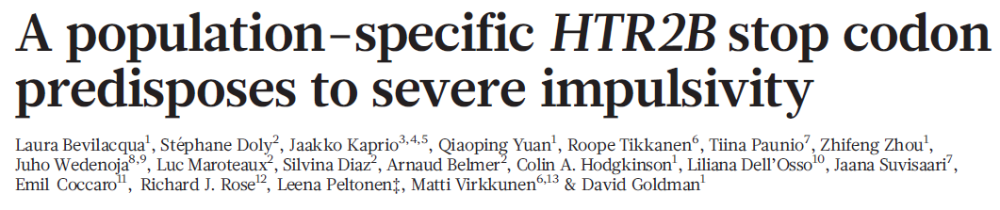 A population-specific HTR2B stop codon
predisposes to severe impulsivity
Laura Bevilacqua¹, Stéphane Doly², Jaakko Kaprio³,⁴,⁵, Qiaoping Yuan¹, Roope Tikkanen⁶, Tiina Paunio⁷, Zhifeng Zhou¹,
Juho Wedenoja⁸,⁹, Luc Maroteaux², Silvina Diaz², Arnaud Belmer², Colin A. Hodgkinson¹, Liliana Dell’Osso¹⁰, Jaana Suvisaari⁷,
Emil Coccaro¹¹, Richard J. Rose¹², Leena Peltonen‡, Matti Virkkunen⁶,¹³ & David Goldman¹